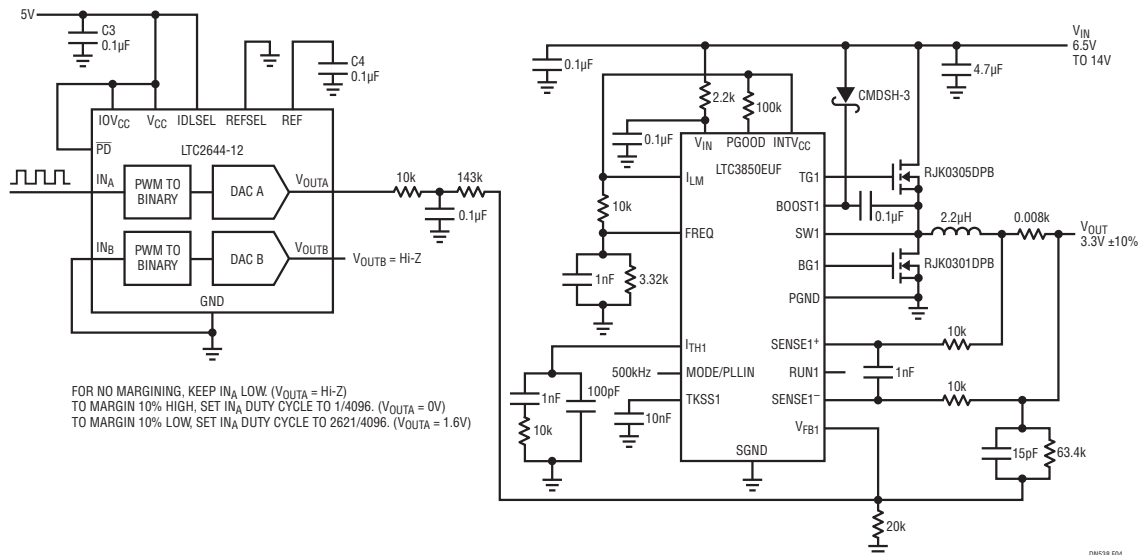 5V
C3
0.1µF
C4
0.1µF
IOVCC
VCC
IDLSEL
REFSEL
REF
PD
LTC2644-12
INA
PWM TO
BINARY
DAC A
VOUTA
INB
PWM TO
BINARY
DAC B
VOUTB
VOUTB = Hi-Z
GND
10k
143k
0.1µF
FOR NO MARGINING, KEEP INA LOW. (VOUTA = Hi-Z)
TO MARGIN 10% HIGH, SET INA DUTY CYCLE TO 1/4096. (VOUTA = 0V)
TO MARGIN 10% LOW, SET INA DUTY CYCLE TO 2621/4096. (VOUTA = 1.6V)
VIN
6.5V
TO 14V
0.1µF
2.2k
100k
CMDSH-3
4.7µF
0.1µF
VIN
PGOOD
INTVCC
LTC3850EUF
ILM
10k
FREQ
1nF
3.32k
ITH1
1nF
100pF
10k
500kHz
MODE/PLLIN
TKSS1
10nF
SGND
TG1
RJK0305DPB
BOOST1
0.1µF
2.2µH
0.008k
VOUT
3.3V ±10%
SW1
BG1
RJK0301DPB
PGND
SENSE1+
10k
RUN1
1nF
SENSE1–
10k
VFB1
15pF
63.4k
20k
DN538 F04